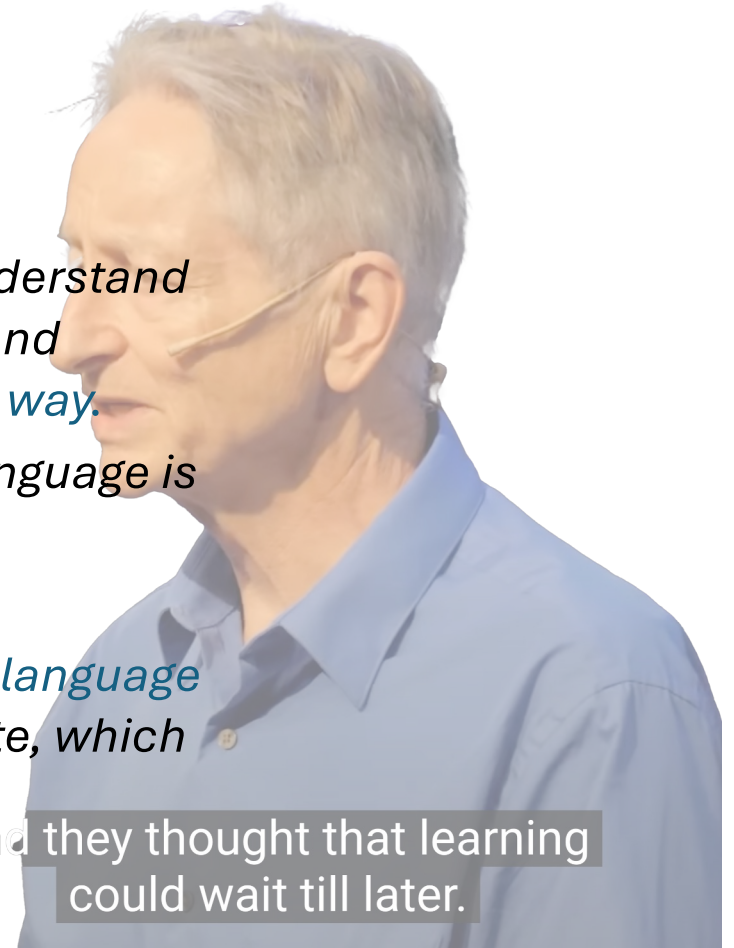 derstand
nd
way.
nguage is
language
te, which
d they thought that learning
could wait till later.